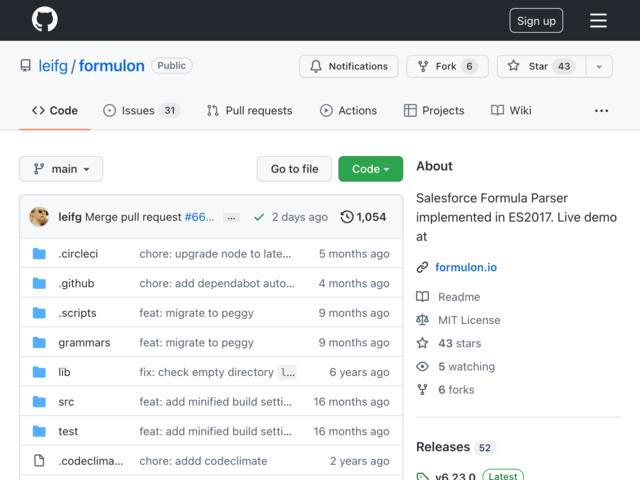 Sign up
leifg / formulon Public
Notifications Fork 6 Star 43
Code Issues 31 Pull requests Actions Projects Wiki
main Go to file Code
leifg Merge pull request #66... 2 days ago 1,054
.circleci chore: upgrade node to late... 5 months ago
.github chore: add dependabot auto... 4 months ago
.scripts feat: migrate to peggy 9 months ago
grammars feat: migrate to peggy 9 months ago
lib fix: check empty directory l... 6 years ago
src feat: add minified build setti... 16 months ago
test feat: add minified build setti... 16 months ago
.codeclima... chore: addd codeclimate 2 years ago
About
Salesforce Formula Parser
implemented in ES2017. Live demo
at
formulon.io
Readme
MIT License
43 stars
5 watching
6 forks
Releases 52
v6.23.0 Latest